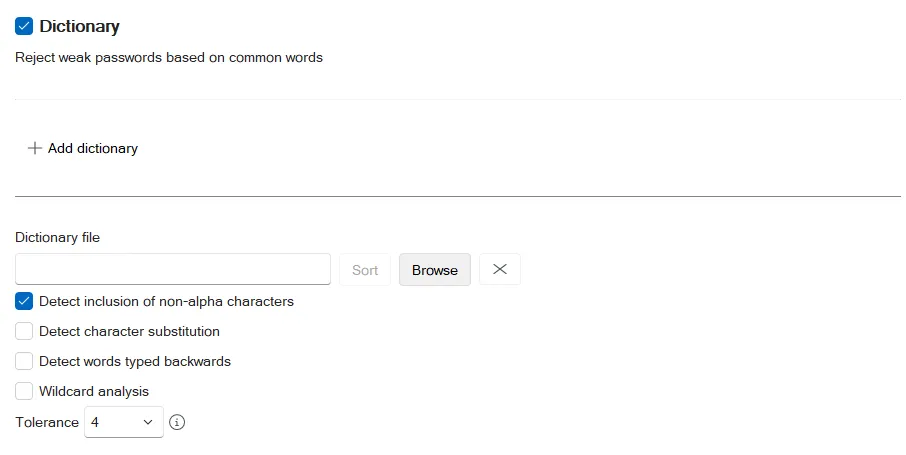 Dictionary
Reject weak passwords based on common words
Add dictionary
Dictionary file
Sort Browse
Detect inclusion of non-alpha characters
Detect character substitution
Detect words typed backwards
Wildcard analysis
Tolerance 4